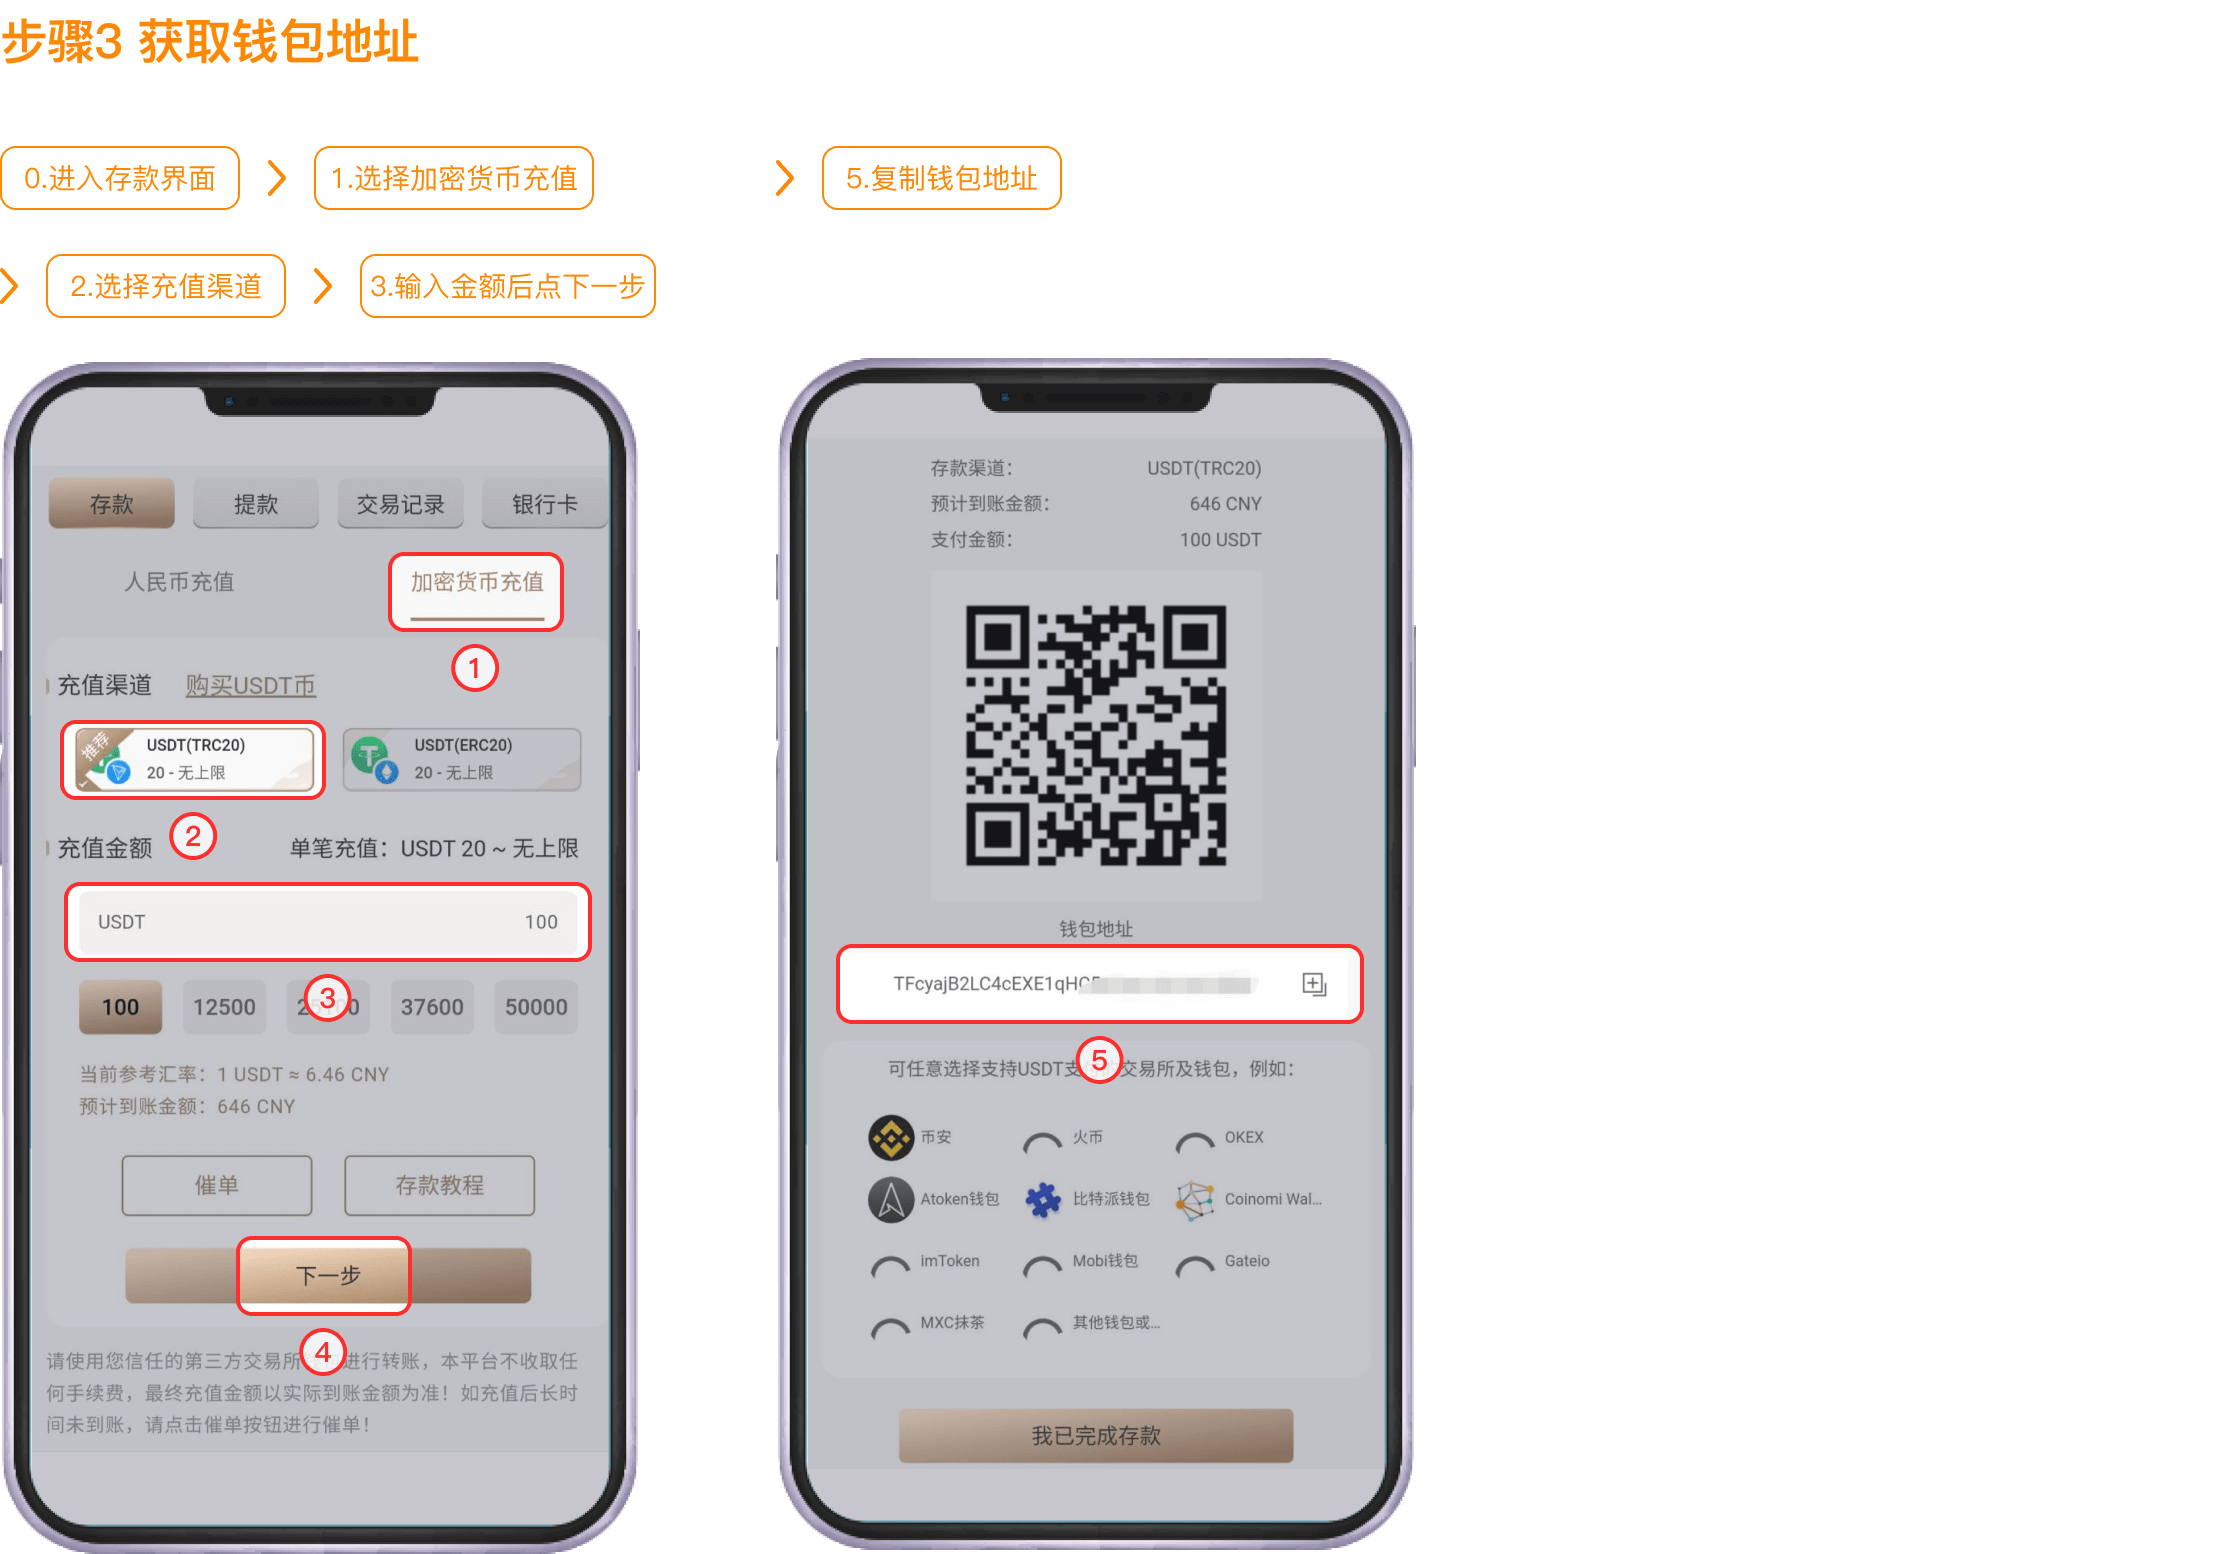 步骤3 获取钱包地址
0.进入存款界面
1.选择加密货币充值
5.复制钱包地址
2.选择充值渠道
3.输入金额后点下一步
存款
提款
交易记录
银行卡
人民币充值
加密货币充值
1
充值渠道
购买USDT币
推荐
USDT(TRC20)
20 - 无上限
USDT(ERC20)
20 - 无上限
2
充值金额
单笔充值：USDT 20 ~ 无上限
USDT
100
3
100
12500
37600
50000
当前参考汇率：1 USDT ≈ 6.46 CNY
预计到账金额：646 CNY
催单
存款教程
下一步
4
请使用您信任的第三方交易所 进行转账，本平台不收取任
何手续费，最终充值金额以实际到账金额为准！如充值后长时
间未到账，请点击催单按钮进行催单！
存款渠道：
USDT(TRC20)
预计到账金额：
646 CNY
支付金额：
100 USDT
钱包地址
TFcyajB2LC4cEXE1qH
5
可任意选择支持USDT支 交易所及钱包，例如：
币安
火币
OKEX
Atoken钱包
比特派钱包
Coinomi Wal...
imToken
Mobi钱包
Gateio
MXC抹茶
其他钱包或...
我已完成存款